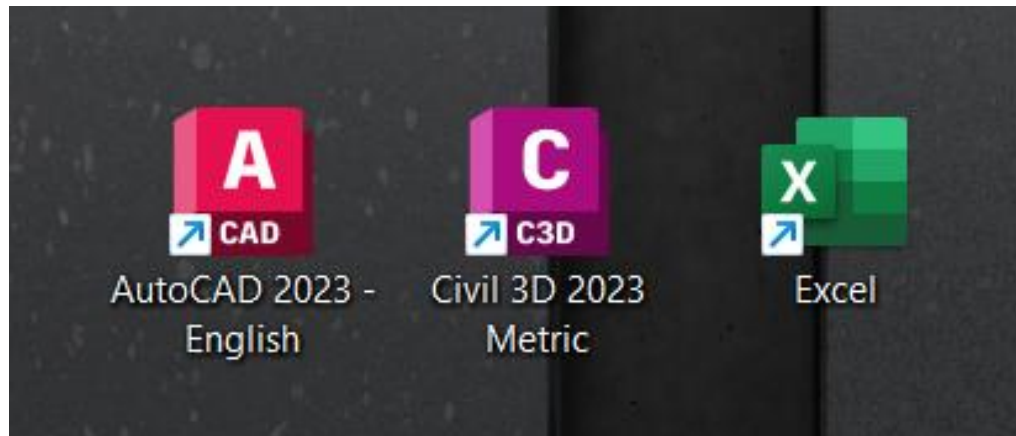 A
CAD
AutoCAD 2023 -
English
C
C3D
Civil 3D 2023
Metric
X
Excel